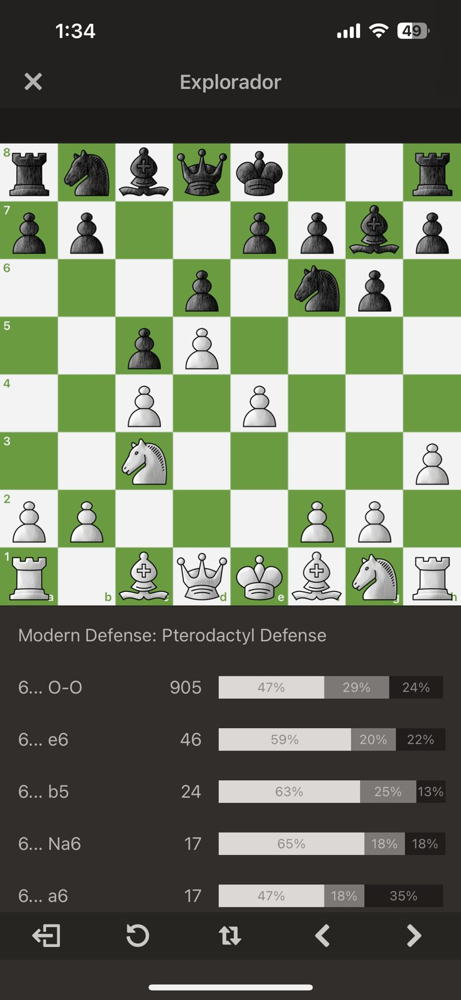 1:34
49
Explorador
8
7
6
5
4
3
2
1
a b c d e g h
Modern Defense: Pterodactyl Defense
6... O-O 905 47% 29% 24%
6... e6 46 59% 20% 22%
6... b5 24 63% 25% 13%
6... Na6 17 65% 18% 18%
6... a6 17 47% 18% 35%